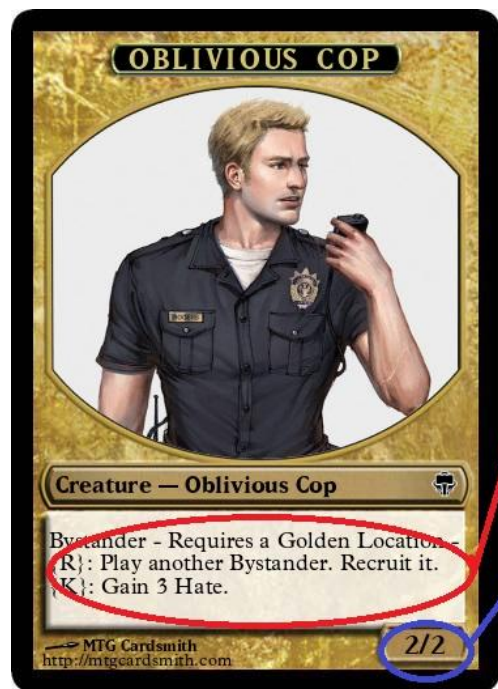 OBLIVIOUS COP
Creature — Oblivious Cop
Bystander - Requires a Golden Location -
{R}: Play another Bystander. Recruit it.
{K}: Gain 3 Hate.
MTG Cardsmith
http://mtgcardsmith.com
2/2